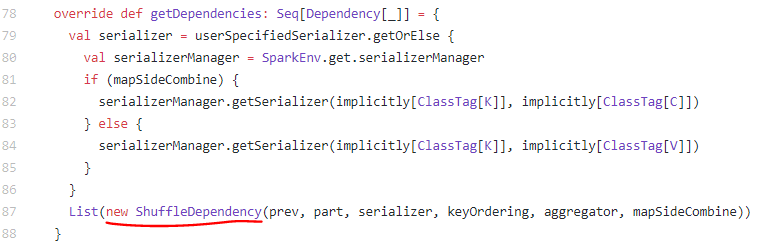 78 override def getDependencies: Seq[Dependency[_]] = {
79 val serializer = userSpecifiedSerializer.getOrElse {
80 val serializerManager = SparkEnv.get.serializerManager
81 if (mapSideCombine) {
82 serializerManager.getSerializer(implicitly[ClassTag[K]], implicitly[ClassTag[C]])
83 } else {
84 serializerManager.getSerializer(implicitly[ClassTag[K]], implicitly[ClassTag[V]])
85 }
86 }
87 List(new ShuffleDependency(prev, part, serializer, keyOrdering, aggregator, mapSideCombine))
88 }